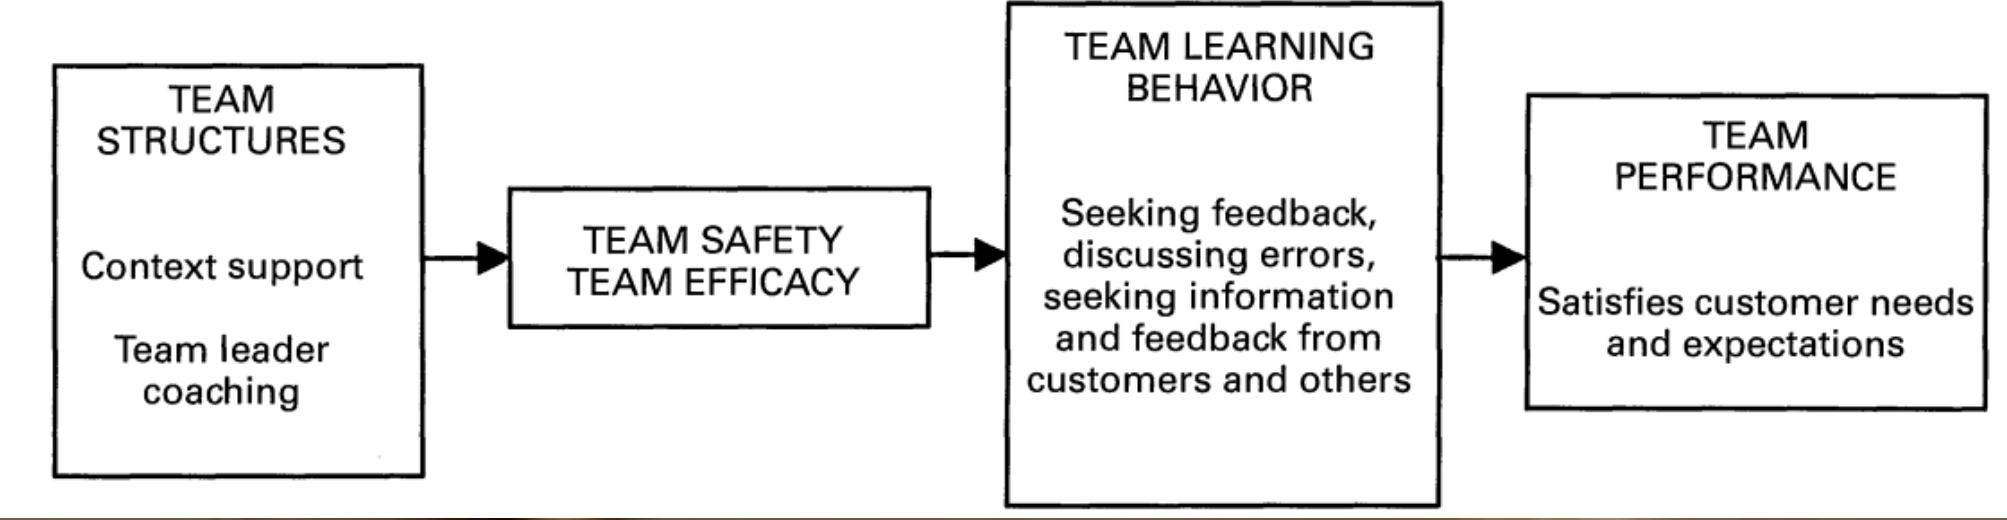 TEAM
STRUCTURES
Context support
Team leader
coaching
TEAM SAFETY
TEAM EFFICACY
TEAM LEARNING
BEHAVIOR
Seeking feedback,
discussing errors,
seeking information
and feedback from
customers and others
TEAM
PERFORMANCE
Satisfies customer needs
and expectations